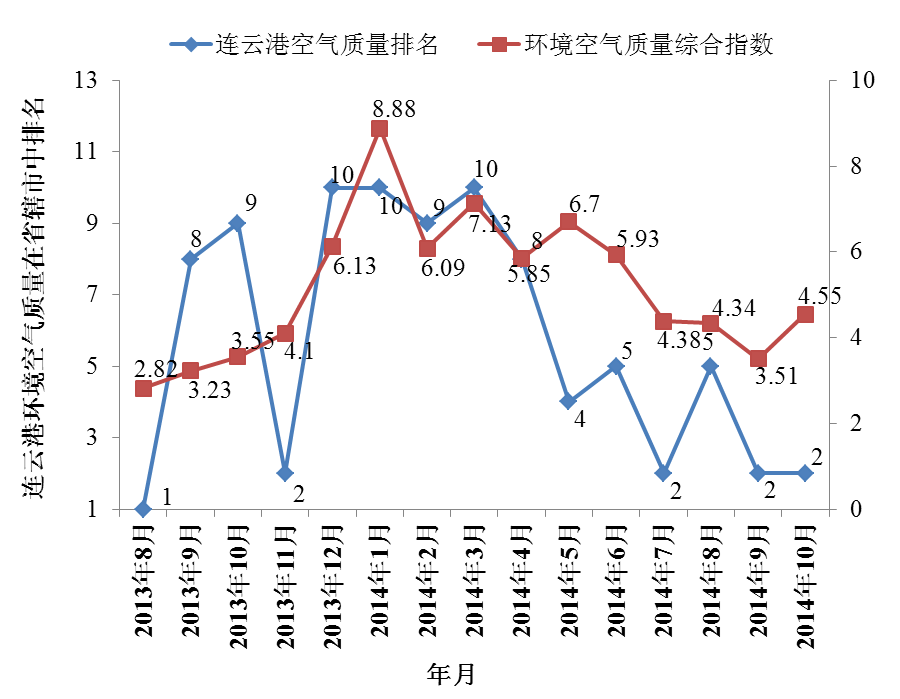 连云港空气质量排名
环境空气质量综合指数
连云港环境空气质量在省辖市中排名
13
11
9
7
5
3
1
10
8
6
4
2
0
1
8
9
2
10
10
9
10
8
4
5
2
5
2
2
2.82
3.23
3.55
4.1
6.13
8.88
6.09
7.13
5.85
6.7
5.93
4.38
4.34
3.51
4.55
2013年8月
2013年9月
2013年10月
2013年11月
2013年12月
2014年1月
2014年2月
2014年3月
2014年4月
2014年5月
2014年6月
2014年7月
2014年8月
2014年9月
2014年10月
年月